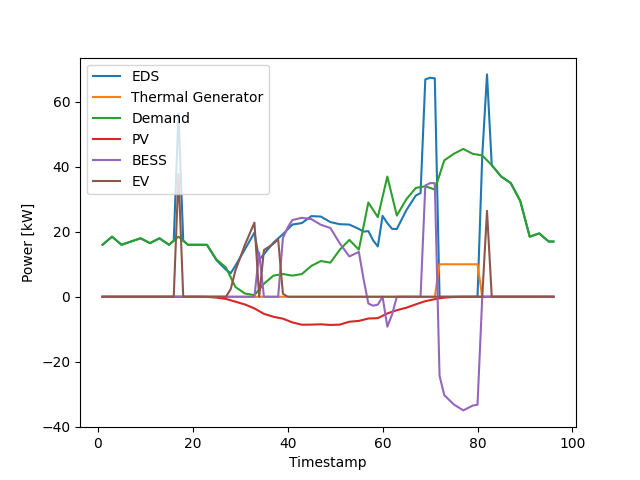 EDS
Thermal Generator
Demand
PV
BESS
EV
Power [kW]
60
40
20
0
−20
−40
0 20 40 60 80 100
Timestamp